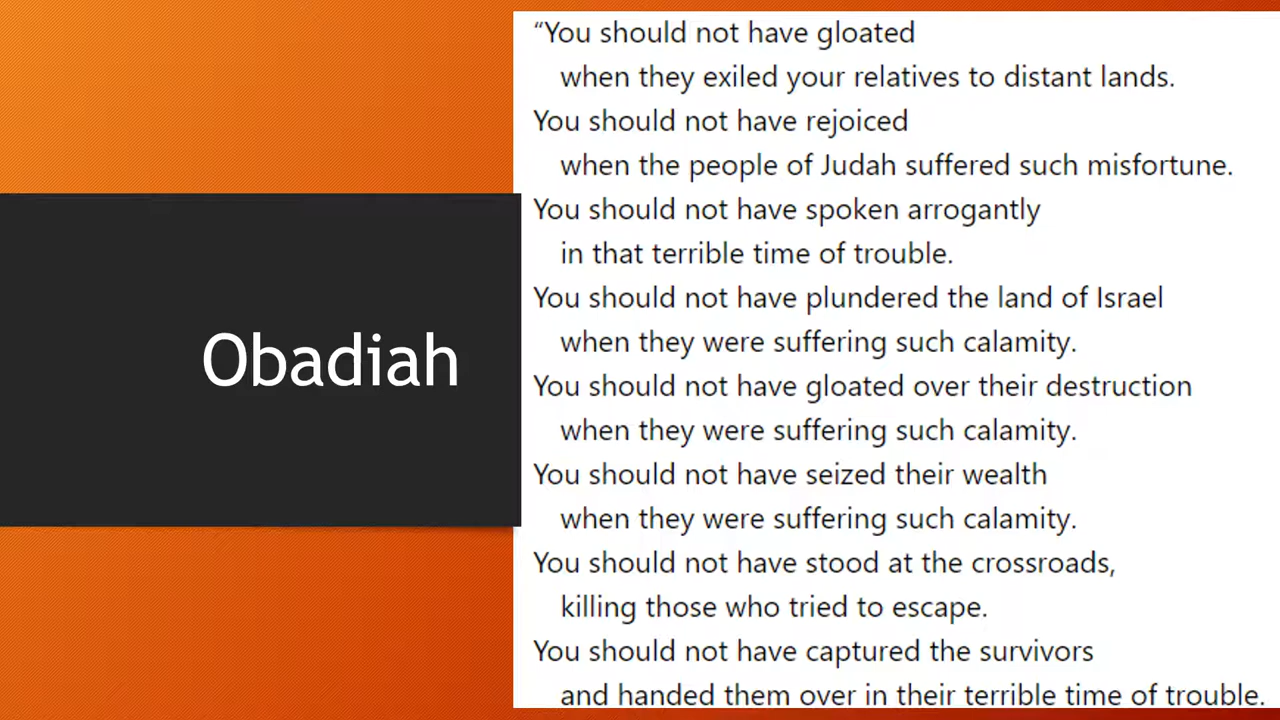 Obadiah
“You should not have gloated
when they exiled your relatives to distant lands.
You should not have rejoiced
when the people of Judah suffered such misfortune.
You should not have spoken arrogantly
in that terrible time of trouble.
You should not have plundered the land of Israel
when they were suffering such calamity.
You should not have gloated over their destruction
when they were suffering such calamity.
You should not have seized their wealth
when they were suffering such calamity.
You should not have stood at the crossroads,
killing those who tried to escape.
You should not have captured the survivors
and handed them over in their terrible time of trouble.